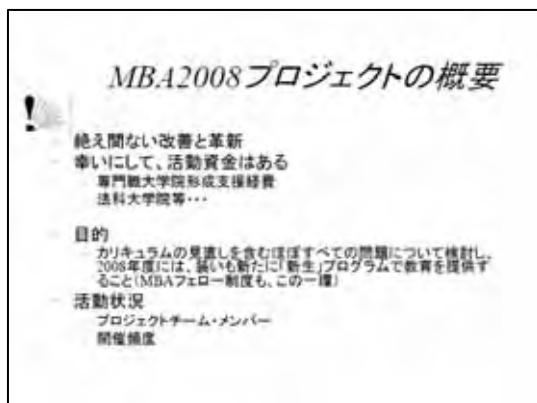 MBA2008プロジェクトの概要
!
絶え間ない改善と革新
幸いにして、活動資金はある
専門職大学院形成支援経費
法科大学院等・・・
目的
カリキュラムの見直しを含むほぼすべての問題について検討し、
2008年度には、装いも新たに「新生」プログラムで教育を提供す
ること(MBAフェロー制度も、この一環)
活動状況
プロジェクトチーム・メンバー
開催頻度